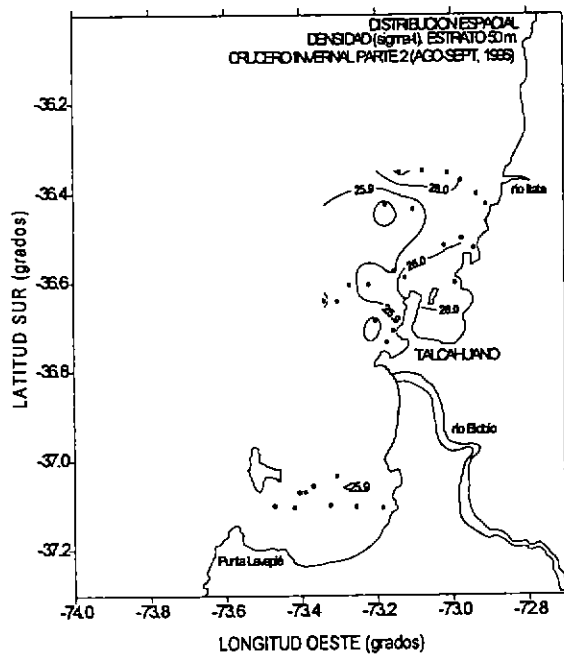 DISTRIBUCION ESPACIAL
DENSIDAD (sigma-t). ESTRATO 50 m
CRUCERO INVERNAL PARTE 2 (AGO-SEPT, 1995)
-36.2
-36.4
-36.6
-36.8
-37.0
-37.2
LATITUD SUR (grados)
25.9
26.0
río Itata
26.0
25.9
26.0
TALCAHUANO
río Biobío
<25.9
Punta Lavapié
-74.0
-73.8
-73.6
-73.4
-73.2
-73.0
-72.8
LONGITUD OESTE (grados)